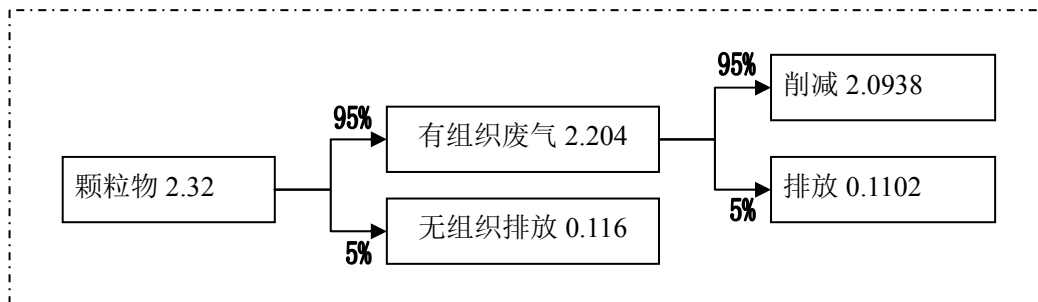 95%
削减 2.0938
95%
有组织废气 2.204
颗粒物 2.32
排放 0.1102
5%
无组织排放 0.116
5%